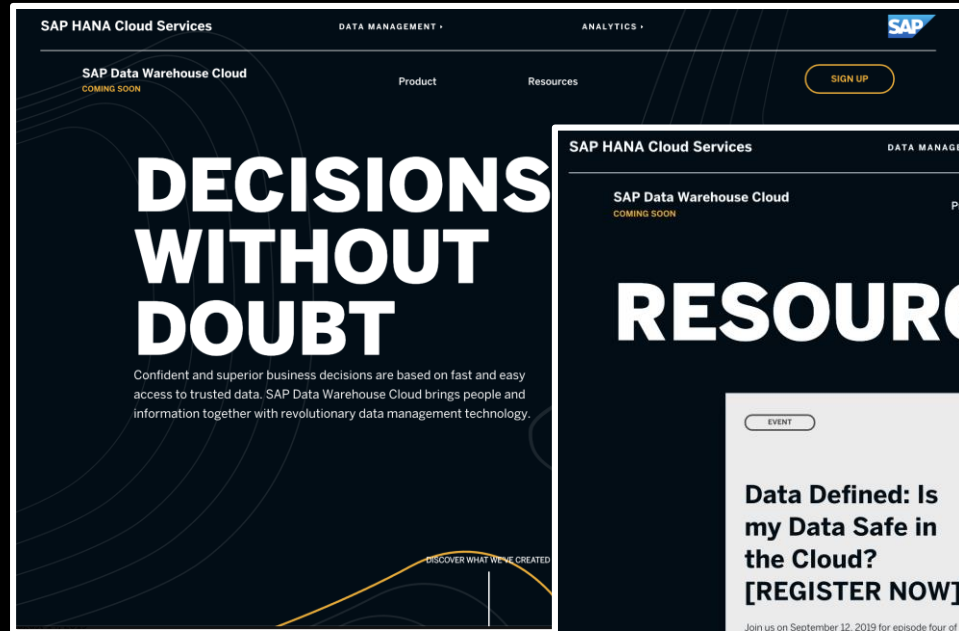 SAP HANA Cloud Services
DATA MANAGEMENT
ANALYTICS
SAP
SAP Data Warehouse Cloud
COMING SOON
Product
Resources
SIGN UP
DECISIONS
WITHOUT
DOUBT
Confident and superior business decisions are based on fast and easy
access to trusted data. SAP Data Warehouse Cloud brings people and
information together with revolutionary data management technology.
DISCOVER WHAT WE'VE CREATED
SAP HANA Cloud Services
DATA MANAGE
SAP Data Warehouse Cloud
COMING SOON
P
RESOURC
EVENT
Data Defined: Is
my Data Safe in
the Cloud?
[REGISTER NOW]
Join us on September 12, 2019 for episode four of